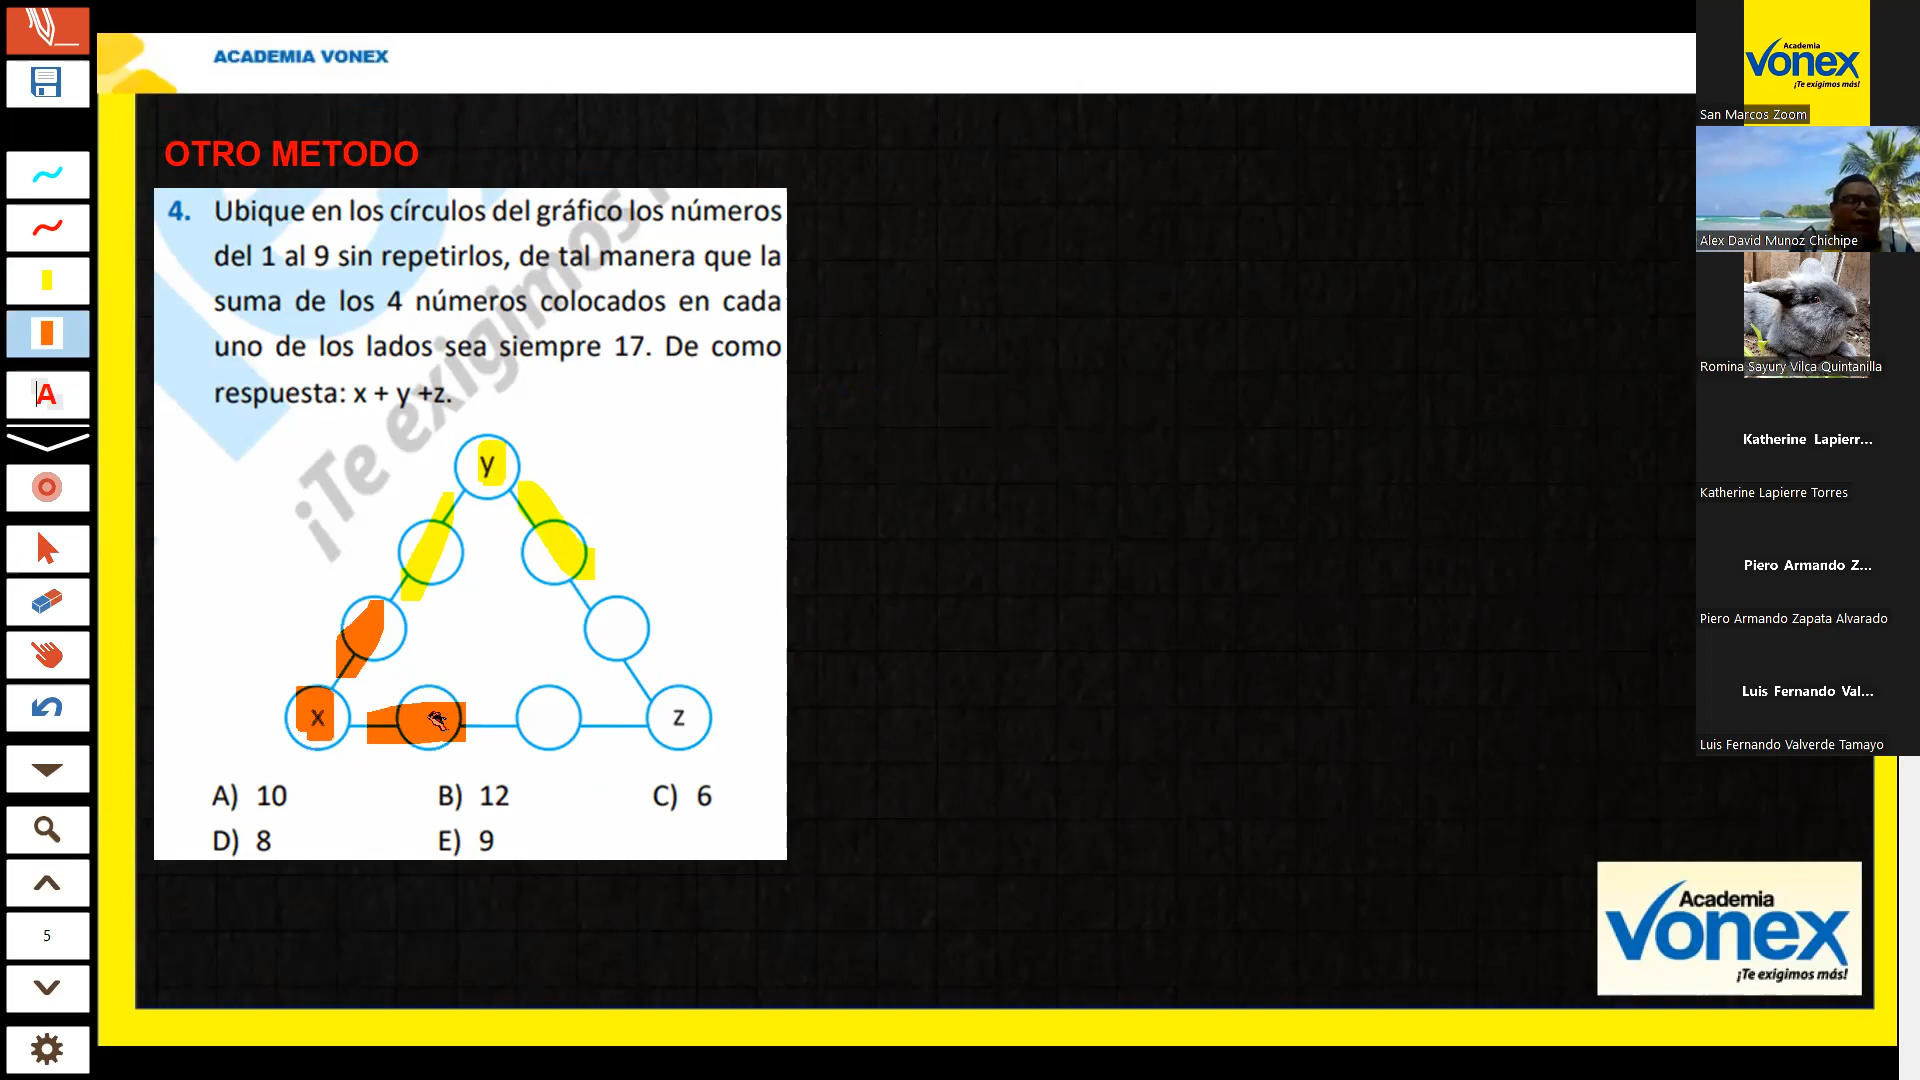 ACADEMIA VONEX
OTRO METODO
4. Ubique en los círculos del gráfico los números
del 1 al 9 sin repetirlos, de tal manera que la
suma de los 4 números colocados en cada
uno de los lados sea siempre 17. De como
respuesta: x + y +z.
¡Te exigimos
y
x
z
A) 10 B) 12 C) 6
D) 8 E) 9
A
5
Academia
vonex
¡Te exigimos más!
San Marcos Zoom
Alex David Munoz Chichipe
Romina Sayury Vilca Quintanilla
Katherine Lapierr...
Katherine Lapierre Torres
Piero Armando Z...
Piero Armando Zapata Alvarado
Luis Fernando Val...
Luis Fernando Valverde Tamayo
Academia
vonex
¡Te exigimos más!